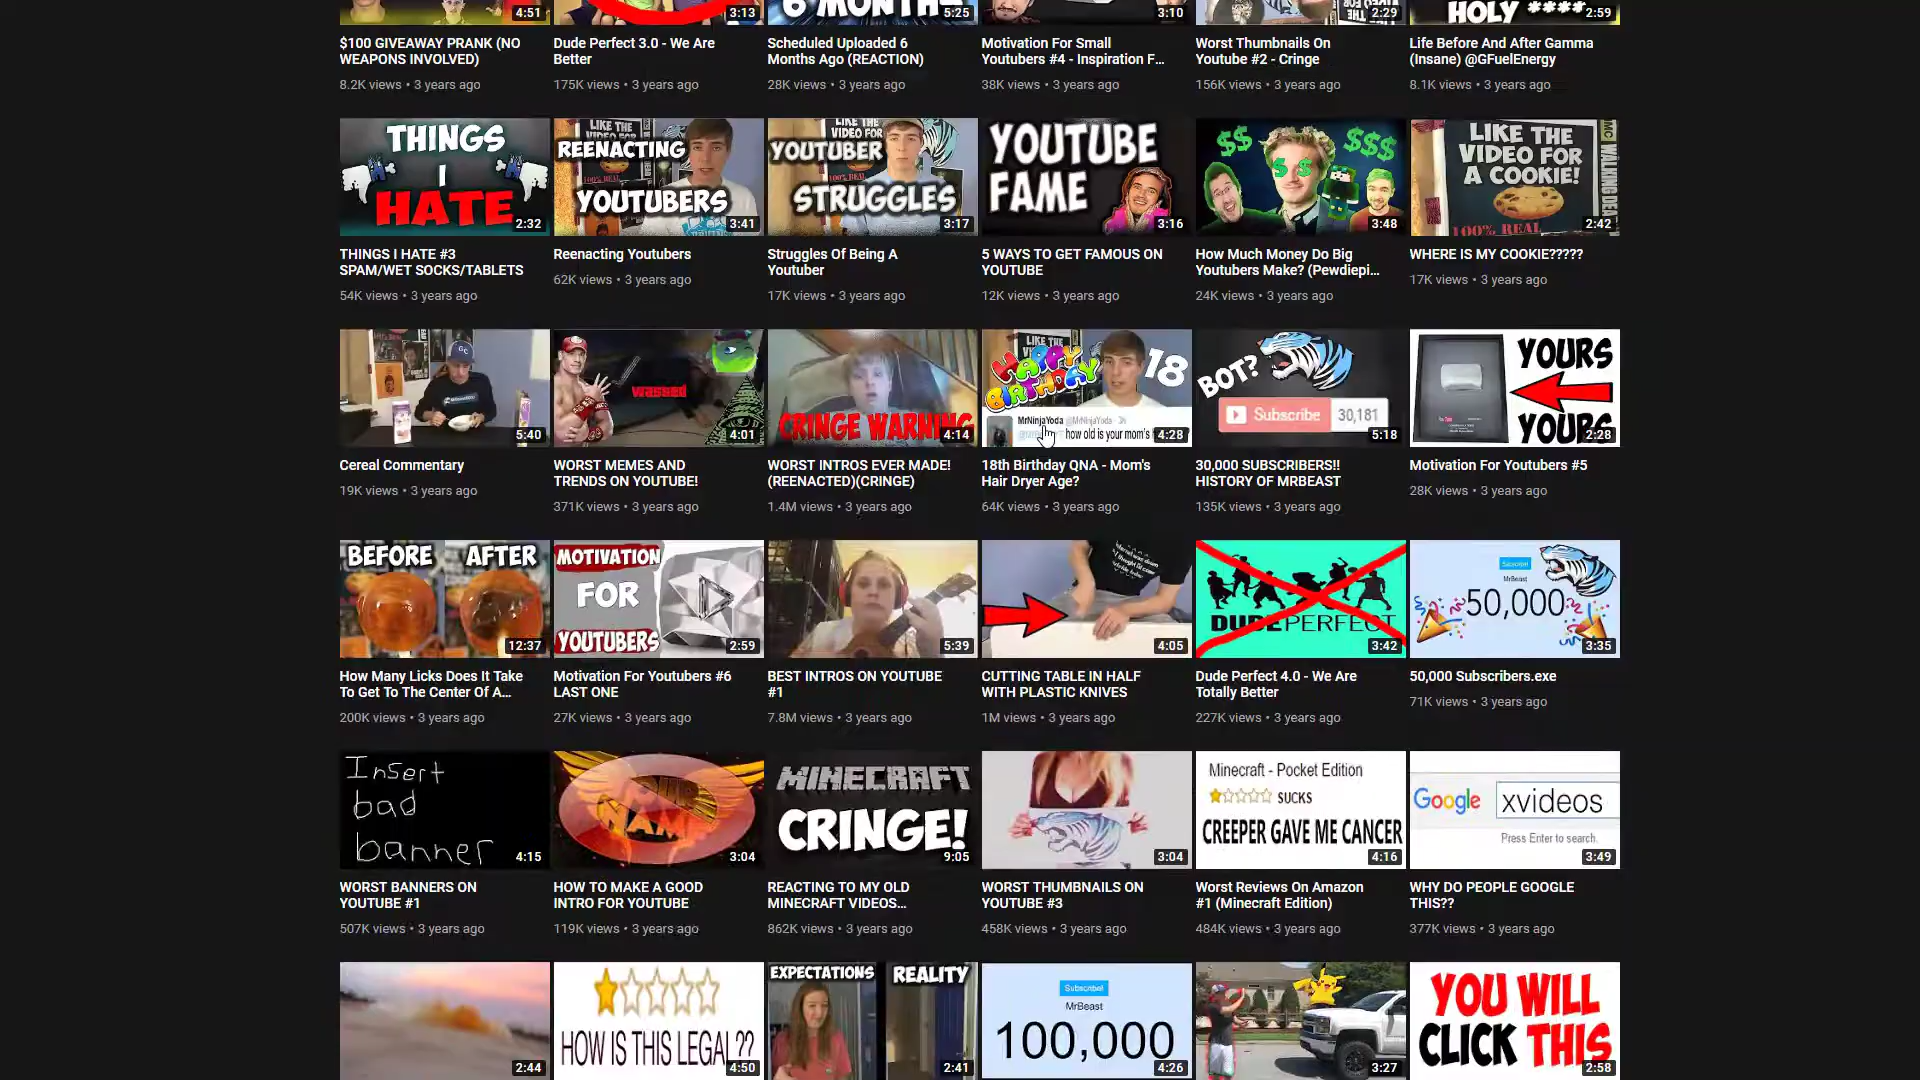 4:51
3:13
6 MONTHS
5:25
3:10
2:29
HOLY ****
2:59
$100 GIVEAWAY PRANK (NO
WEAPONS INVOLVED)
8.2K views • 3 years ago
Dude Perfect 3.0 - We Are
Better
175K views • 3 years ago
Scheduled Uploaded 6
Months Ago (REACTION)
28K views • 3 years ago
Motivation For Small
Youtubers #4 - Inspiration F...
38K views • 3 years ago
Worst Thumbnails On
Youtube #2 - Cringe
156K views • 3 years ago
Life Before And After Gamma
(Insane) @GFuelEnergy
8.1K views • 3 years ago
THINGS
I
HATE
2:32
LIKE THE
REENACTING
YOUTUBERS
3:41
LIKE THE
VIDEO FOR
YOUTUBER
STRUGGLES
3:17
YOUTUBE
FAME
3:16
$$ $$$
$ $
3:48
LIKE THE
VIDEO FOR
A COOKIE!
100% REAL
WALKING DEAD
2:42
THINGS I HATE #3
SPAM/WET SOCKS/TABLETS
54K views • 3 years ago
Reenacting Youtubers
62K views • 3 years ago
Struggles Of Being A
Youtuber
17K views • 3 years ago
5 WAYS TO GET FAMOUS ON
YOUTUBE
12K views • 3 years ago
How Much Money Do Big
Youtubers Make? (Pewdiepi...
24K views • 3 years ago
WHERE IS MY COOKIE?????
17K views • 3 years ago
5:40
wassed
4:01
CRINGE WARNING
4:14
LIKE THE
HAPPY
BIRTHDAY
18
MrNinjaYoda @MrNinjaYoda
how old is your mom's
4:28
BOT?
Subscribe 30,181
5:18
YOURS
YOURS
2:28
Cereal Commentary
19K views • 3 years ago
WORST MEMES AND
TRENDS ON YOUTUBE!
371K views • 3 years ago
WORST INTROS EVER MADE!
(REENACTED)(CRINGE)
1.4M views • 3 years ago
18th Birthday QNA - Mom's
Hair Dryer Age?
64K views • 3 years ago
30,000 SUBSCRIBERS!!
HISTORY OF MRBEAST
135K views • 3 years ago
Motivation For Youtubers #5
28K views • 3 years ago
BEFORE AFTER
12:37
MOTIVATION
FOR
YOUTUBERS
2:59
5:39
4:05
DUDE PERFECT
3:42
Subscribe!
MrBeast
50,000
3:35
How Many Licks Does It Take
To Get To The Center Of A...
200K views • 3 years ago
Motivation For Youtubers #6
LAST ONE
27K views • 3 years ago
BEST INTROS ON YOUTUBE
#1
7.8M views • 3 years ago
CUTTING TABLE IN HALF
WITH PLASTIC KNIVES
1M views • 3 years ago
Dude Perfect 4.0 - We Are
Totally Better
227K views • 3 years ago
50,000 Subscribers.exe
71K views • 3 years ago
Insert
bad
banner
4:15
YOUR
NAME
3:04
MINECRAFT
CRINGE!
9:05
3:04
Minecraft - Pocket Edition
SUCKS
CREEPER GAVE ME CANCER
4:16
Google xvideos
Press Enter to search.
3:49
WORST BANNERS ON
YOUTUBE #1
507K views • 3 years ago
HOW TO MAKE A GOOD
INTRO FOR YOUTUBE
119K views • 3 years ago
REACTING TO MY OLD
MINECRAFT VIDEOS...
862K views • 3 years ago
WORST THUMBNAILS ON
YOUTUBE #3
458K views • 3 years ago
Worst Reviews On Amazon
#1 (Minecraft Edition)
484K views • 3 years ago
WHY DO PEOPLE GOOGLE
THIS??
377K views • 3 years ago
2:44
HOW IS THIS LEGAL??
4:50
EXPECTATIONS REALITY
2:41
Subscribe!
MrBeast
100,000
4:26
3:27
YOU WILL
CLICK THIS
2:58